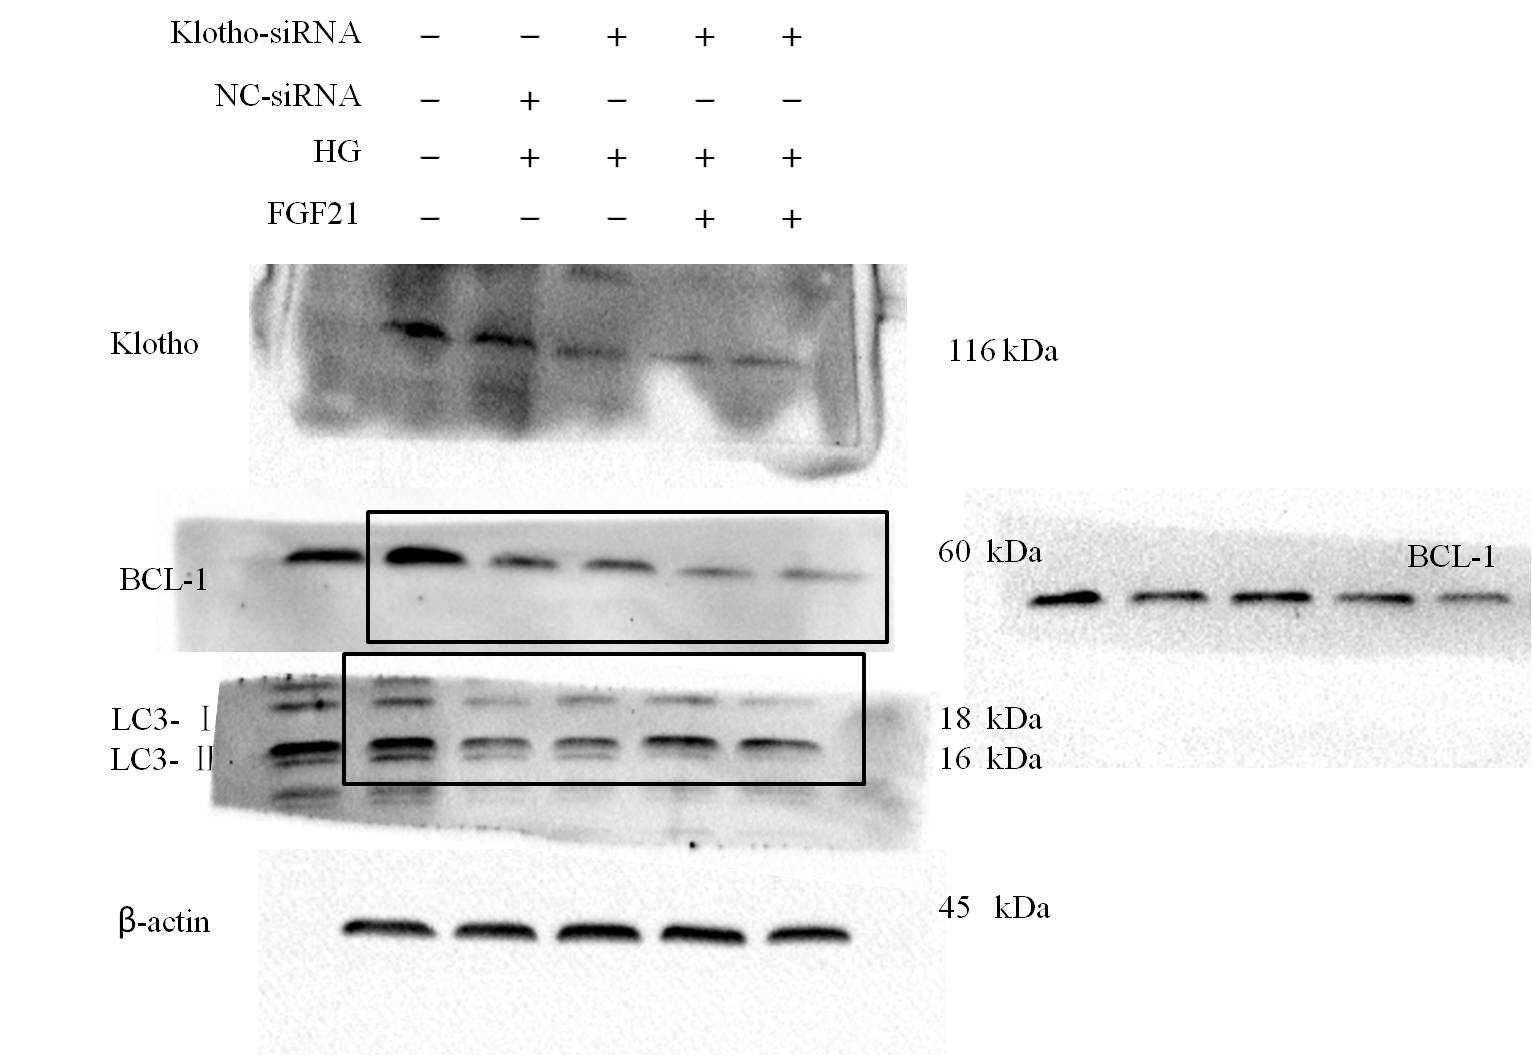 Klotho-siRNA − − + + +
NC-siRNA − + − − −
HG − + + + +
FGF21 − − − + +
Klotho 116 kDa
BCL-1 60 kDa BCL-1
LC3- Ⅰ 18 kDa
LC3- Ⅱ 16 kDa
β-actin 45 kDa